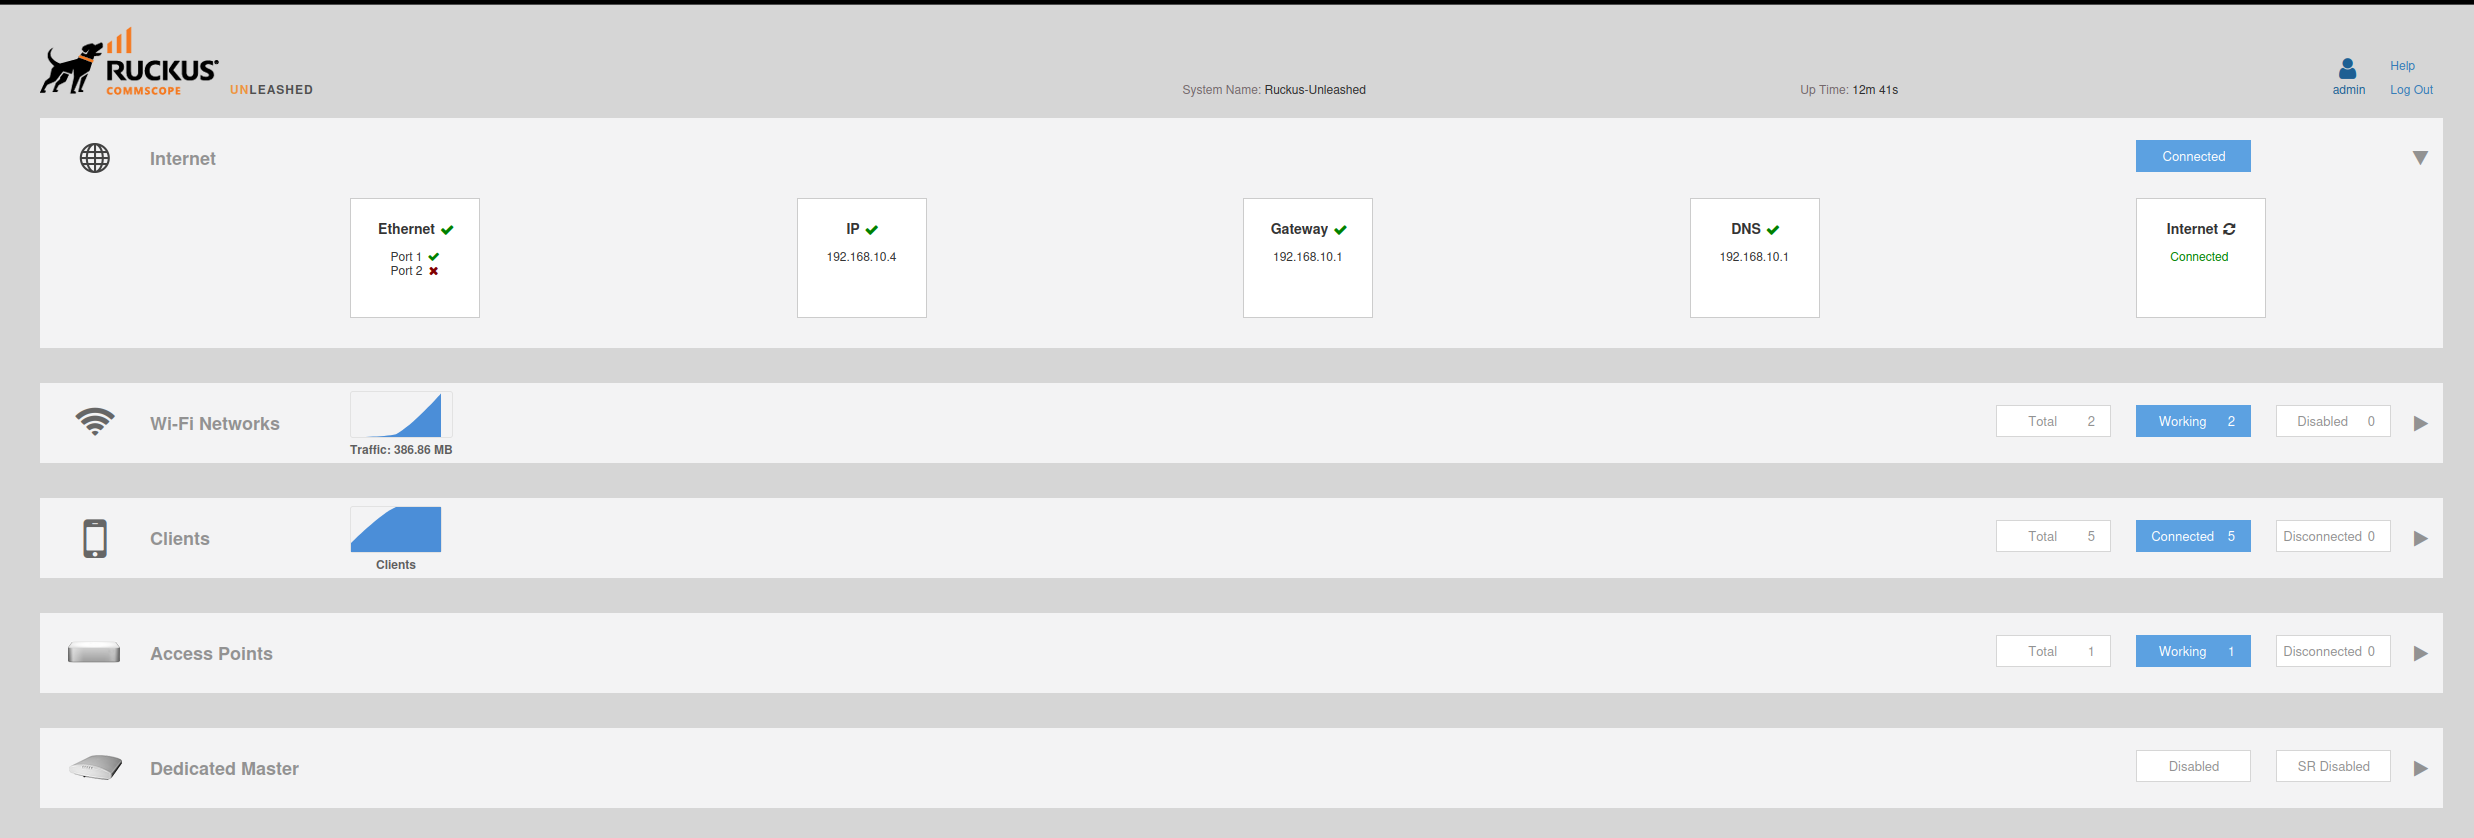 RUCKUS
COMMSCOPE
UNLEASHED
System Name: Ruckus-Unleashed
Up Time: 12m 41s
admin
Help
Log Out
Internet
Connected
Ethernet
Port 1
Port 2
IP
192.168.10.4
Gateway
192.168.10.1
DNS
192.168.10.1
Internet
Connected
Wi-Fi Networks
Traffic: 386.86 MB
Total 2
Working 2
Disabled 0
Clients
Clients
Total 5
Connected 5
Disconnected 0
Access Points
Total 1
Working 1
Disconnected 0
Dedicated Master
Disabled
SR Disabled